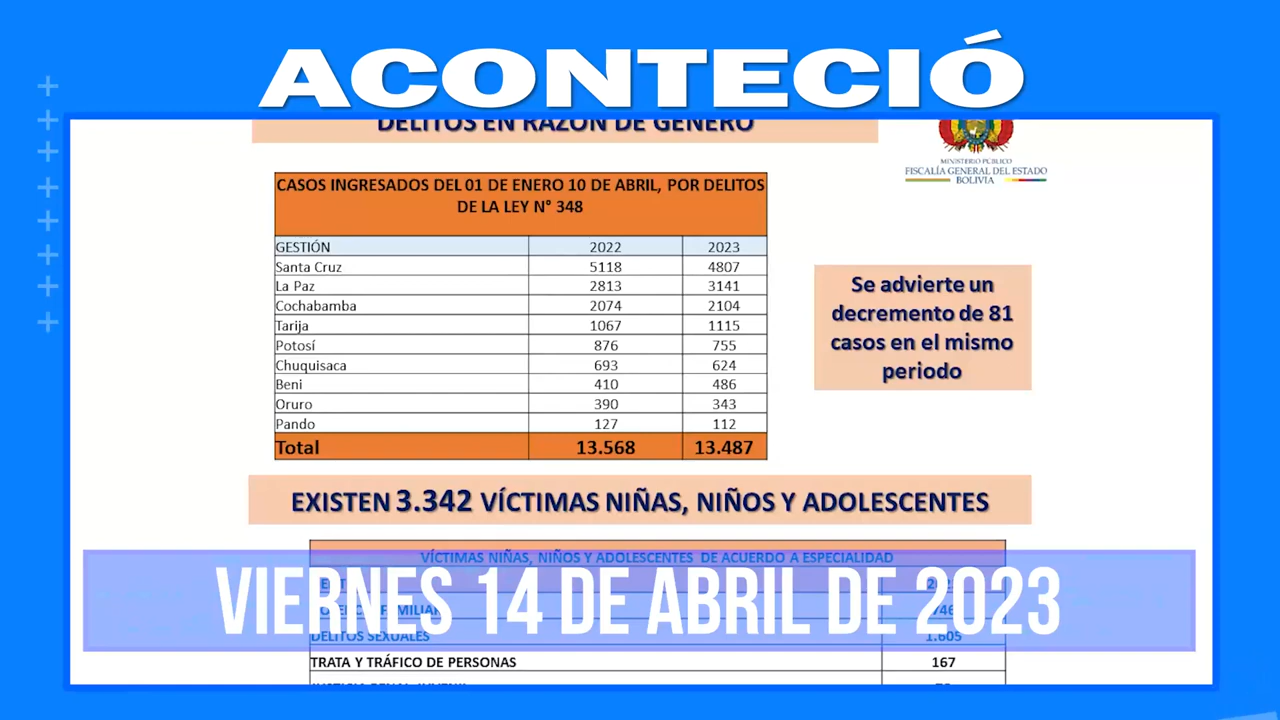 ACONTECIÓ
DELITOS EN RAZÓN DE GÉNERO
MINISTERIO PÚBLICO
FISCALÍA GENERAL DEL ESTADO
BOLIVIA
CASOS INGRESADOS DEL 01 DE ENERO 10 DE ABRIL, POR DELITOS
DE LA LEY N° 348
GESTIÓN 2022 2023
Santa Cruz 5118 4807
La Paz 2813 3141
Cochabamba 2074 2104
Tarija 1067 1115
Potosí 876 755
Chuquisaca 693 624
Beni 410 486
Oruro 390 343
Pando 127 112
Total 13.568 13.487
Se advierte un
decremento de 81
casos en el mismo
periodo
EXISTEN 3.342 VÍCTIMAS NIÑAS, NIÑOS Y ADOLESCENTES
VÍCTIMAS NIÑAS, NIÑOS Y ADOLESCENTES DE ACUERDO A ESPECIALIDAD
VIERNES 14 DE ABRIL DE 2023
DELITOS SEXUALES 1.605
TRATA Y TRÁFICO DE PERSONAS 167